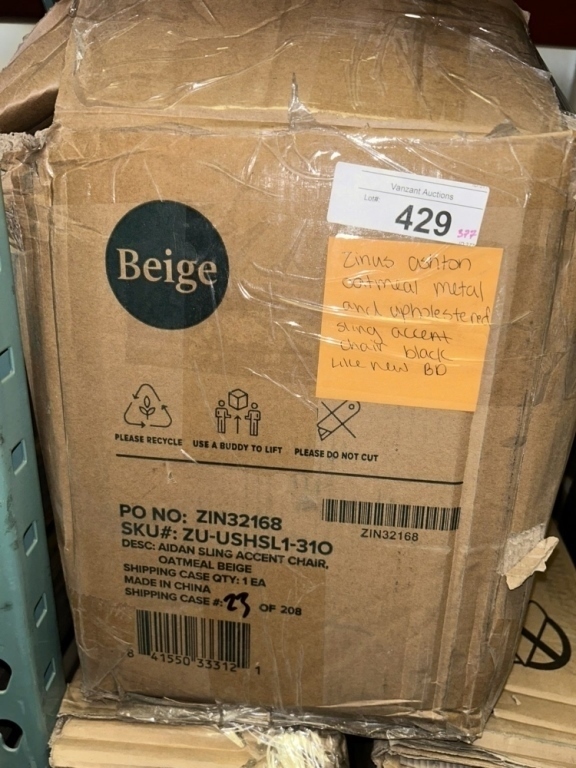 Vanzant Auctions
Lot#
429
377
Beige
Zinus ashton
oatmeal metal
and upholstered
sling accent
chair black
Like new BD
PLEASE RECYCLE
USE A BUDDY TO LIFT
PLEASE DO NOT CUT
PO NO: ZIN32168
SKU#: ZU-USHSL1-310
DESC: AIDAN SLING ACCENT CHAIR,
OATMEAL BEIGE
SHIPPING CASE QTY: 1 EA
MADE IN CHINA
SHIPPING CASE #: 23 OF 208
ZIN32168
8 41550 33312 1